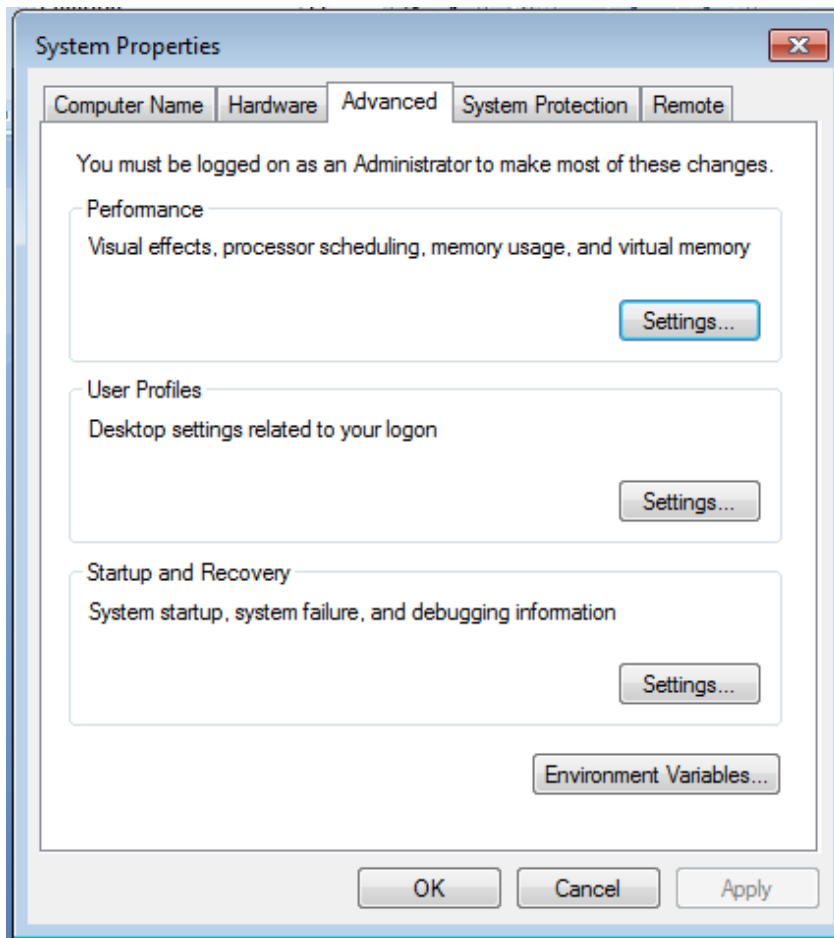 System Properties
Computer Name Hardware Advanced System Protection Remote
You must be logged on as an Administrator to make most of these changes.
Performance
Visual effects, processor scheduling, memory usage, and virtual memory
Settings...
User Profiles
Desktop settings related to your logon
Settings...
Startup and Recovery
System startup, system failure, and debugging information
Settings...
Environment Variables...
OK Cancel Apply